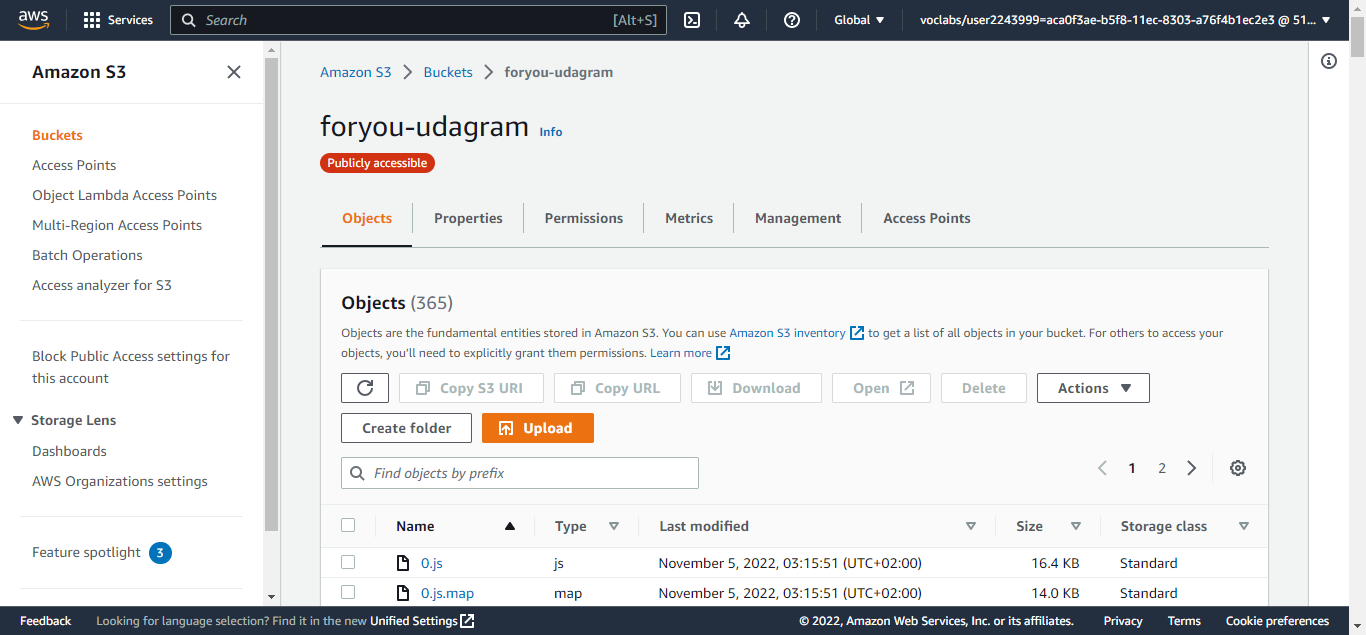 aws Services Search [Alt+S] Global voclabs/user2243999=aca0f3ae-b5f8-11ec-8303-a76f4b1ec2e3 @ 51...
Amazon S3
Buckets
Access Points
Object Lambda Access Points
Multi-Region Access Points
Batch Operations
Access analyzer for S3
Block Public Access settings for
this account
Storage Lens
Dashboards
AWS Organizations settings
Feature spotlight 3
Amazon S3 Buckets foryou-udagram
foryou-udagram Info
Publicly accessible
Objects Properties Permissions Metrics Management Access Points
Objects (365)
Objects are the fundamental entities stored in Amazon S3. You can use Amazon S3 inventory to get a list of all objects in your bucket. For others to access your
objects, you'll need to explicitly grant them permissions. Learn more
Copy S3 URI Copy URL Download Open Delete Actions
Create folder Upload
Find objects by prefix 1 2
Name Type Last modified Size Storage class
0.js js November 5, 2022, 03:15:51 (UTC+02:00) 16.4 KB Standard
0.js.map map November 5, 2022, 03:15:51 (UTC+02:00) 14.0 KB Standard
Feedback Looking for language selection? Find it in the new Unified Settings © 2022, Amazon Web Services, Inc. or its affiliates. Privacy Terms Cookie preferences